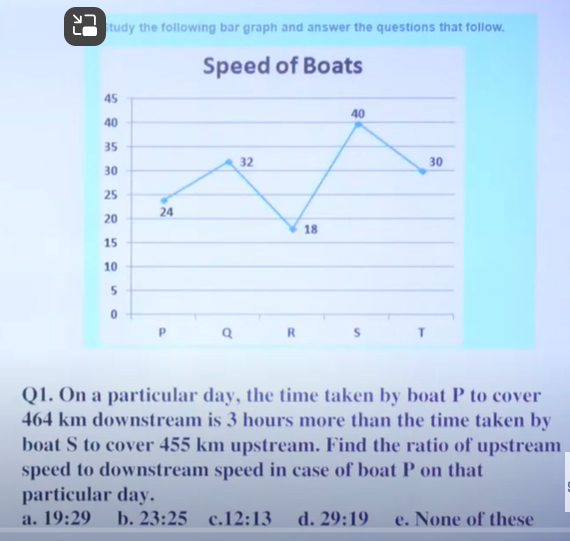 tudy the following bar graph and answer the questions that follow.
Speed of Boats
45
40
35
30
25
20
15
10
5
0
24
32
18
40
30
P Q R S T
Q1. On a particular day, the time taken by boat P to cover
464 km downstream is 3 hours more than the time taken by
boat S to cover 455 km upstream. Find the ratio of upstream
speed to downstream speed in case of boat P on that
particular day.
a. 19:29 b. 23:25 c.12:13 d. 29:19 e. None of these